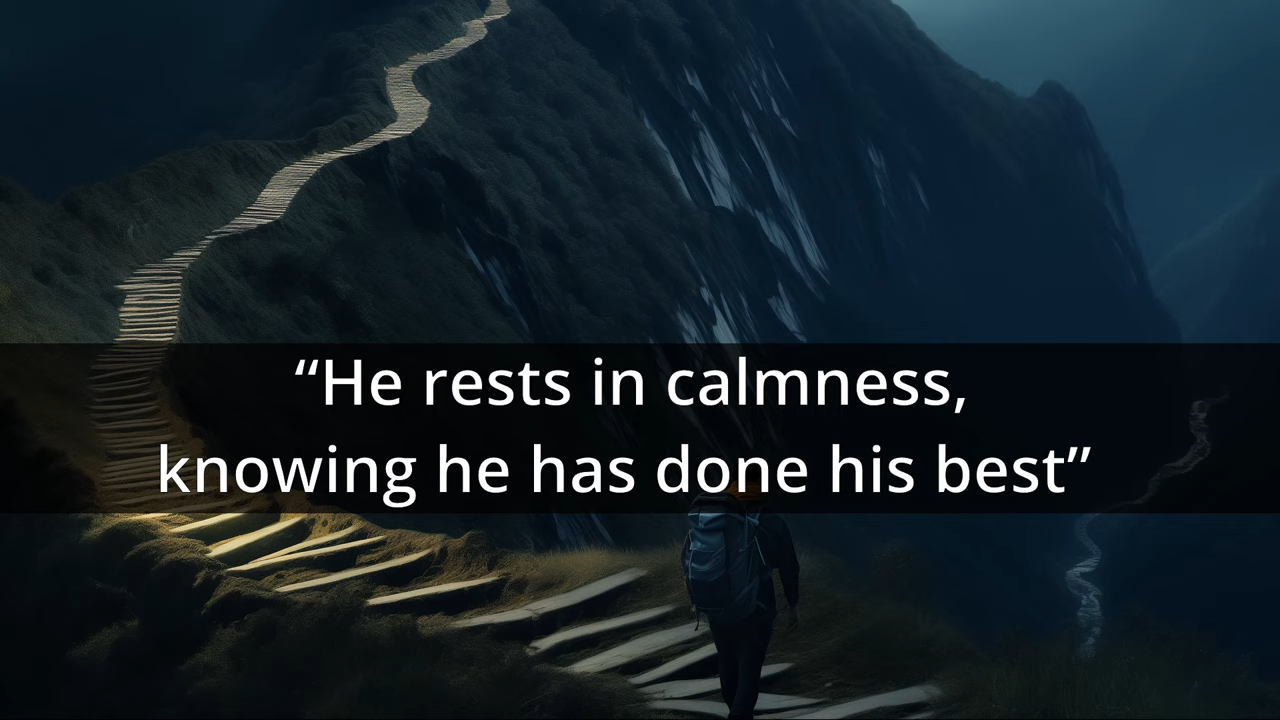 “He rests in calmness,
knowing he has done his best”